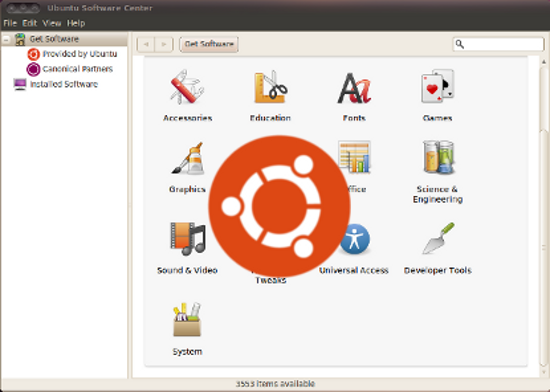 Ubuntu Software Center
File Edit View Help
Get Software
Provided by Ubuntu
Canonical Partners
Installed Software
Get Software
Accessories
Education
Fonts
Games
Graphics
Science &
Engineering
Sound & Video
Tweaks
Universal Access
Developer Tools
System
3553 items available